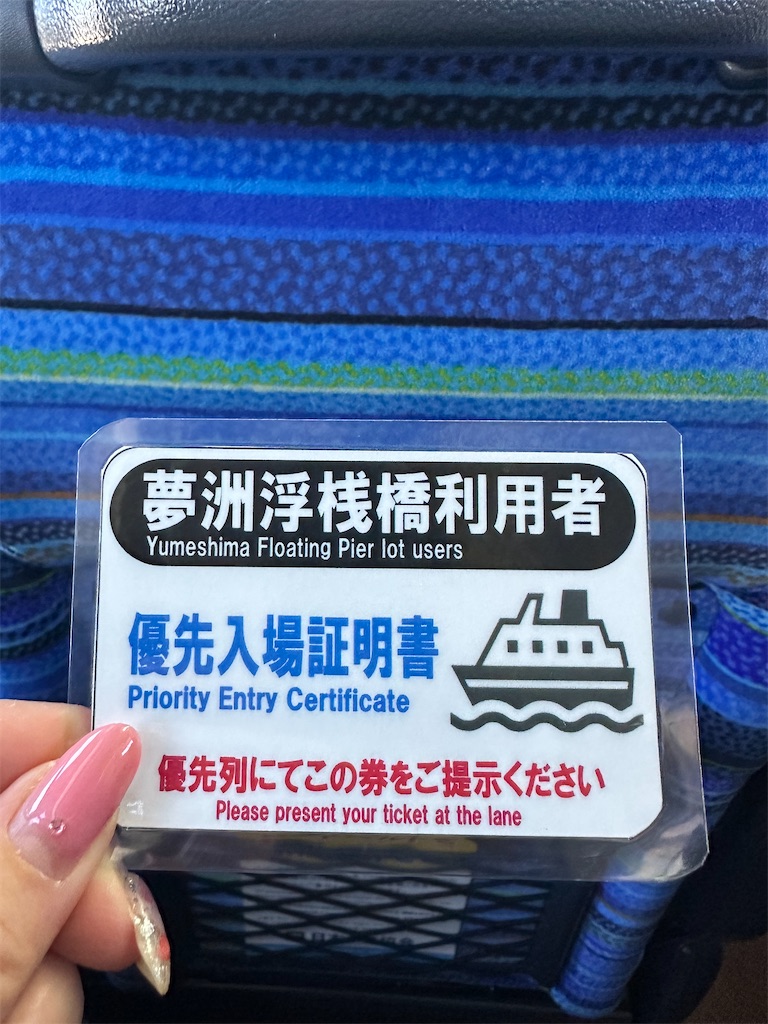 夢洲浮桟橋利用者
Yumeshima Floating Pier lot users
優先入場証明書
Priority Entry Certificate
優先列にてこの券をご提示ください
Please present your ticket at the lane